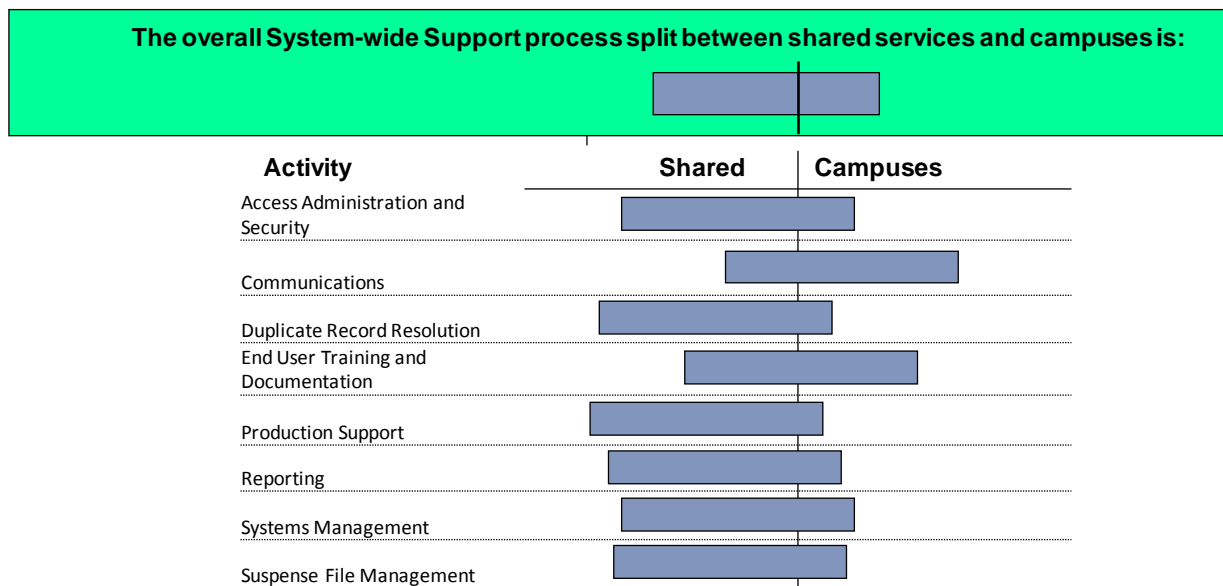 The overall System-wide Support process split between shared services and campuses is:
Activity Shared Campuses
Access Administration and
Security
Communications
Duplicate Record Resolution
End User Training and
Documentation
Production Support
Reporting
Systems Management
Suspense File Management